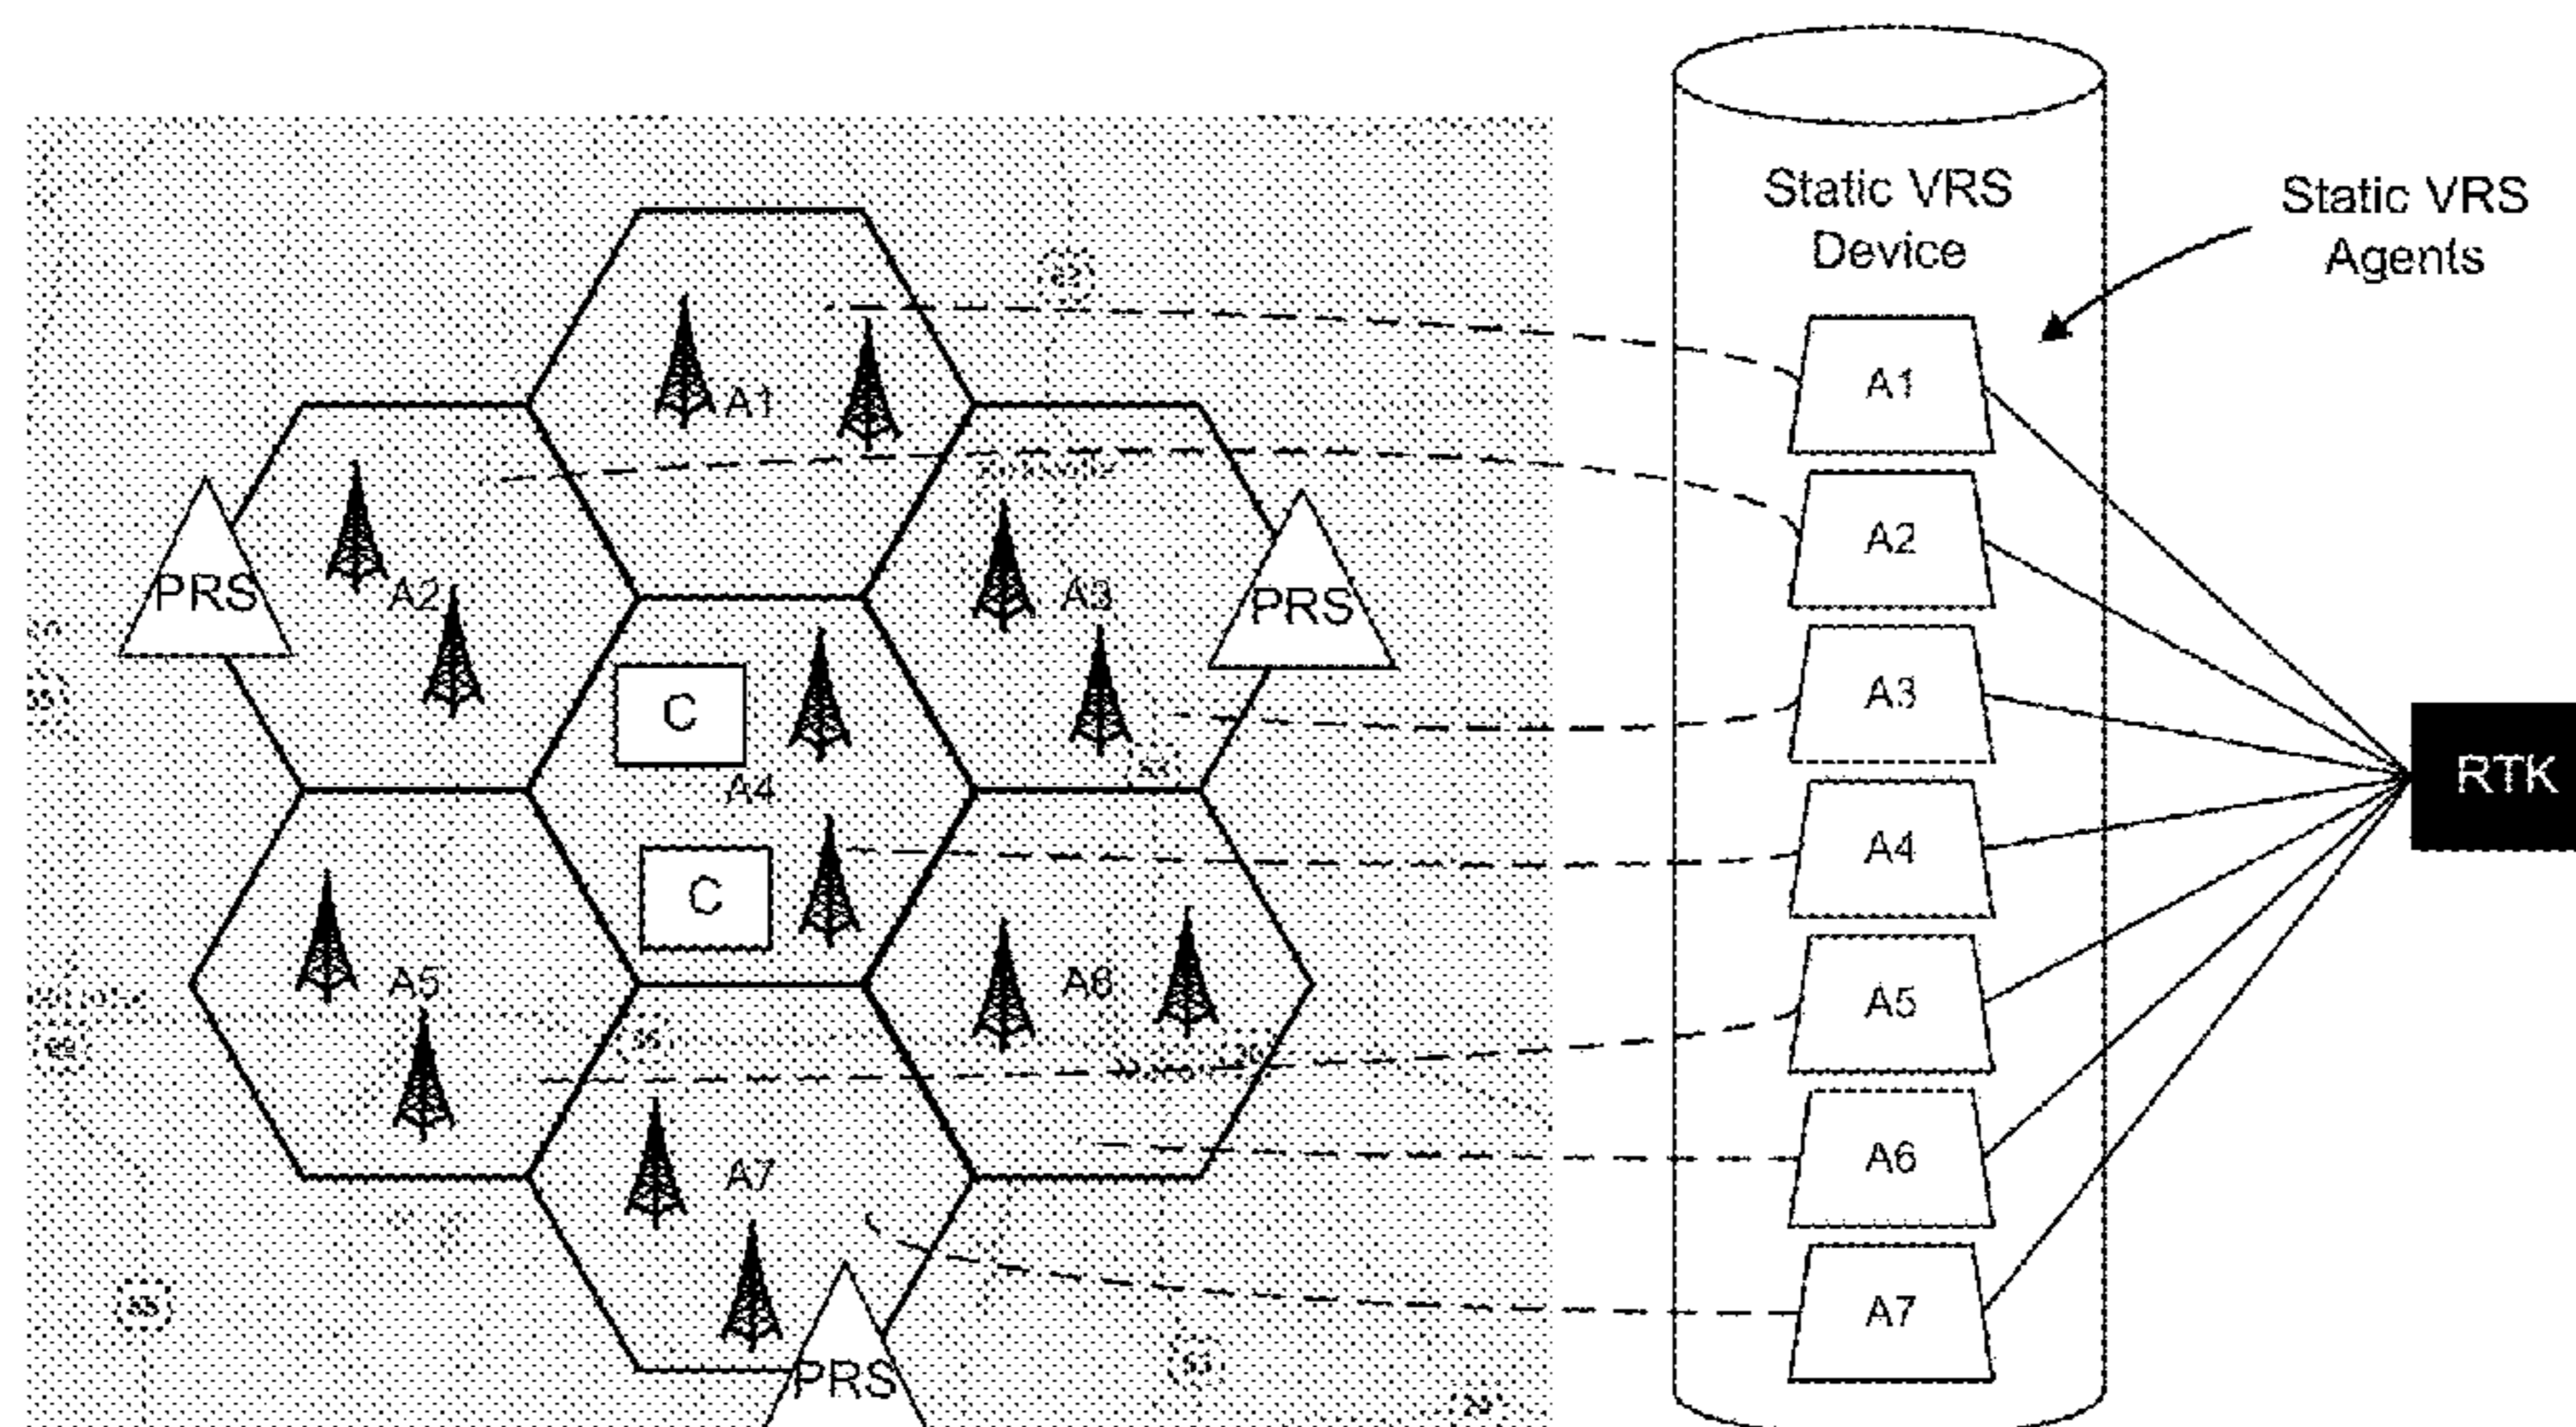 Static VRS
Device
Static VRS
Agents
A1
A2
A3
A4
A5
A6
A7
PRS
PRS
PRS
C
C
A1
A2
A3
A4
A5
A6
A7
RTK